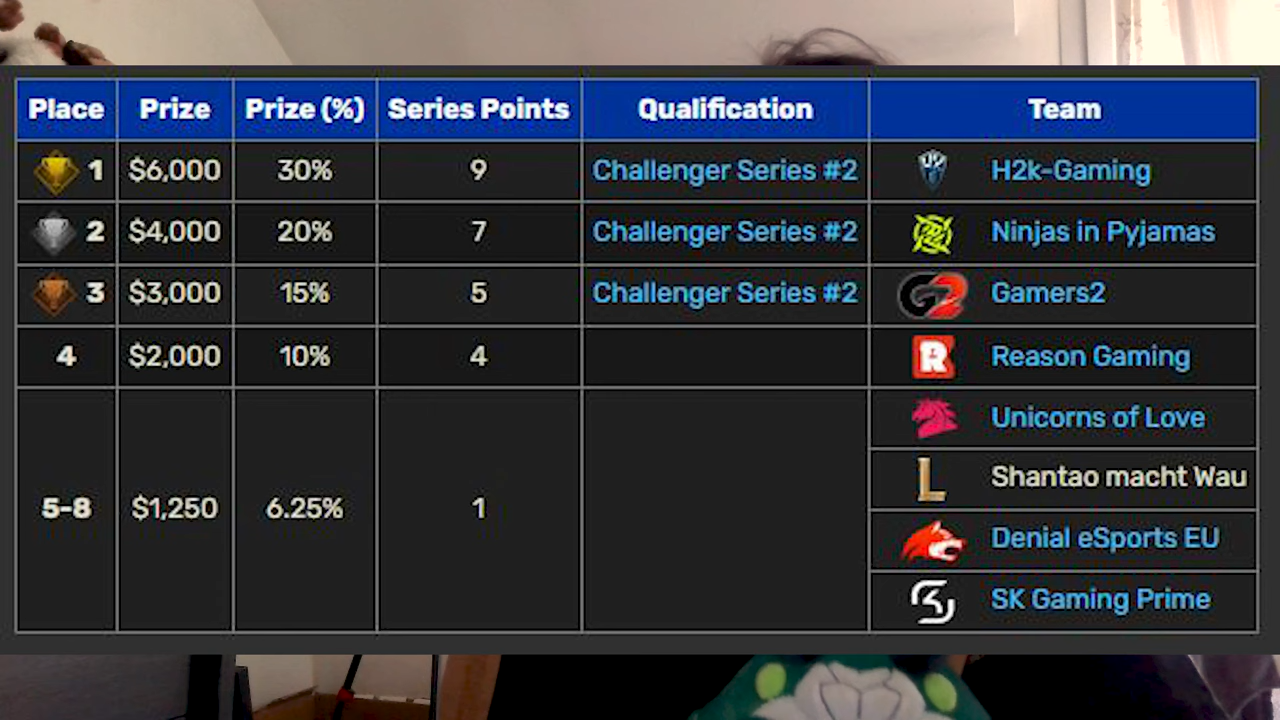 Place Prize Prize (%) Series Points Qualification Team
1 $6,000 30% 9 Challenger Series #2 H2k-Gaming
2 $4,000 20% 7 Challenger Series #2 Ninjas in Pyjamas
3 $3,000 15% 5 Challenger Series #2 G2 Gamers2
4 $2,000 10% 4 R Reason Gaming
5-8 $1,250 6.25% 1 Unicorns of Love
L Shantao macht Wau
Denial eSports EU
SK Gaming Prime